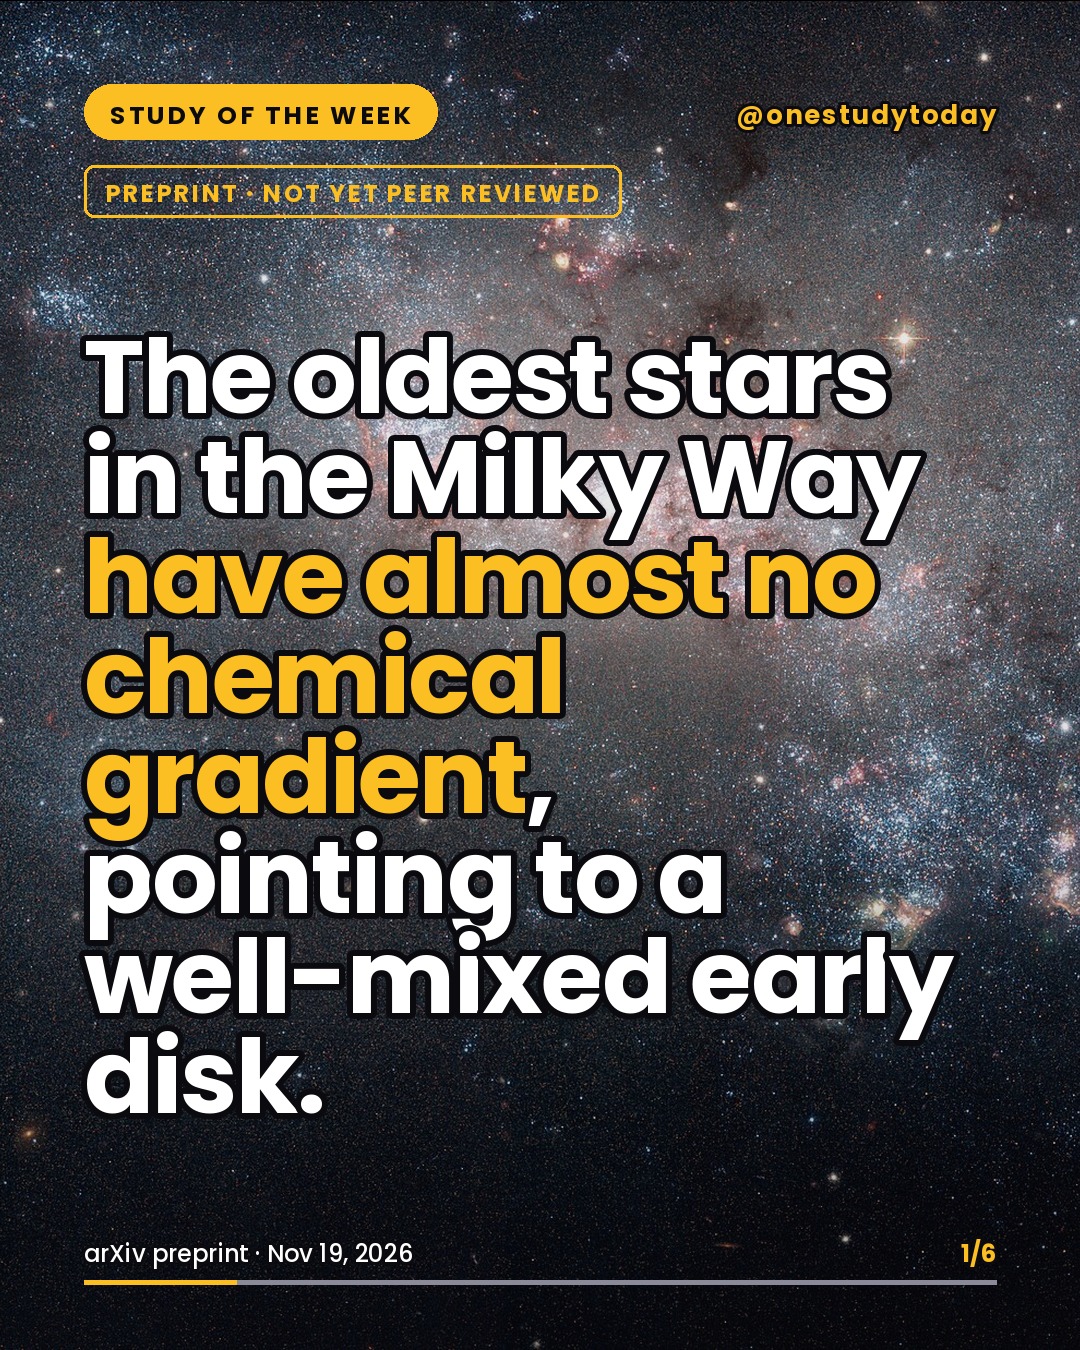 STUDY OF THE WEEK
@onestudytoday
PREPRINT · NOT YET PEER REVIEWED
The oldest stars
in the Milky Way
have almost no
chemical
gradient,
pointing to a
well-mixed early
disk.
arXiv preprint · Nov 19, 2026
1/6